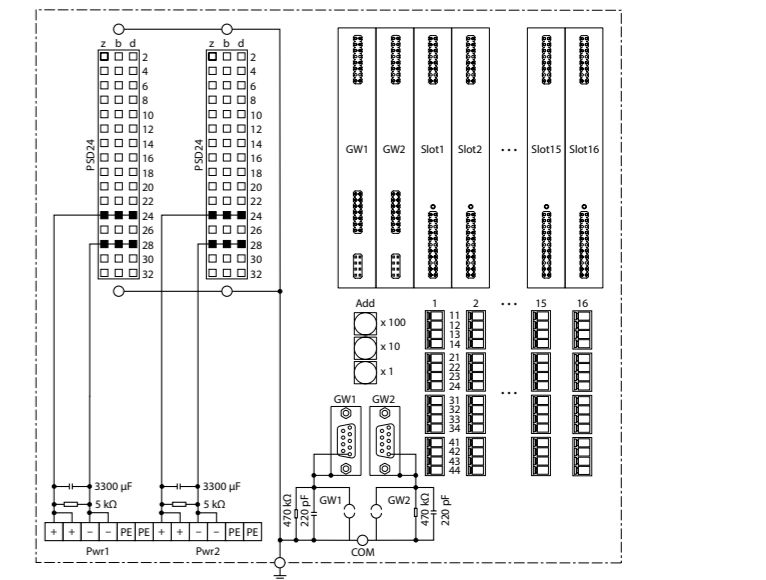 z b d
2
4
6
8
10
12
14
16
18
20
22
24
26
28
30
32
PSD24
z b d
2
4
6
8
10
12
14
16
18
20
22
24
26
28
30
32
PSD24
GW1 GW2 Slot1 Slot2 ... Slot15 Slot16
Add
x 100
x 10
x 1
1 2 ... 15 16
11
12
13
14
21
22
23
24
...
31
32
33
34
41
42
43
44
GW1 GW2
470 kΩ
220 pF
GW1
GW2
470 kΩ
220 pF
COM
3300 µF
5 kΩ
3300 µF
5 kΩ
+ + – – PE PE + + – – PE PE
Pwr1 Pwr2